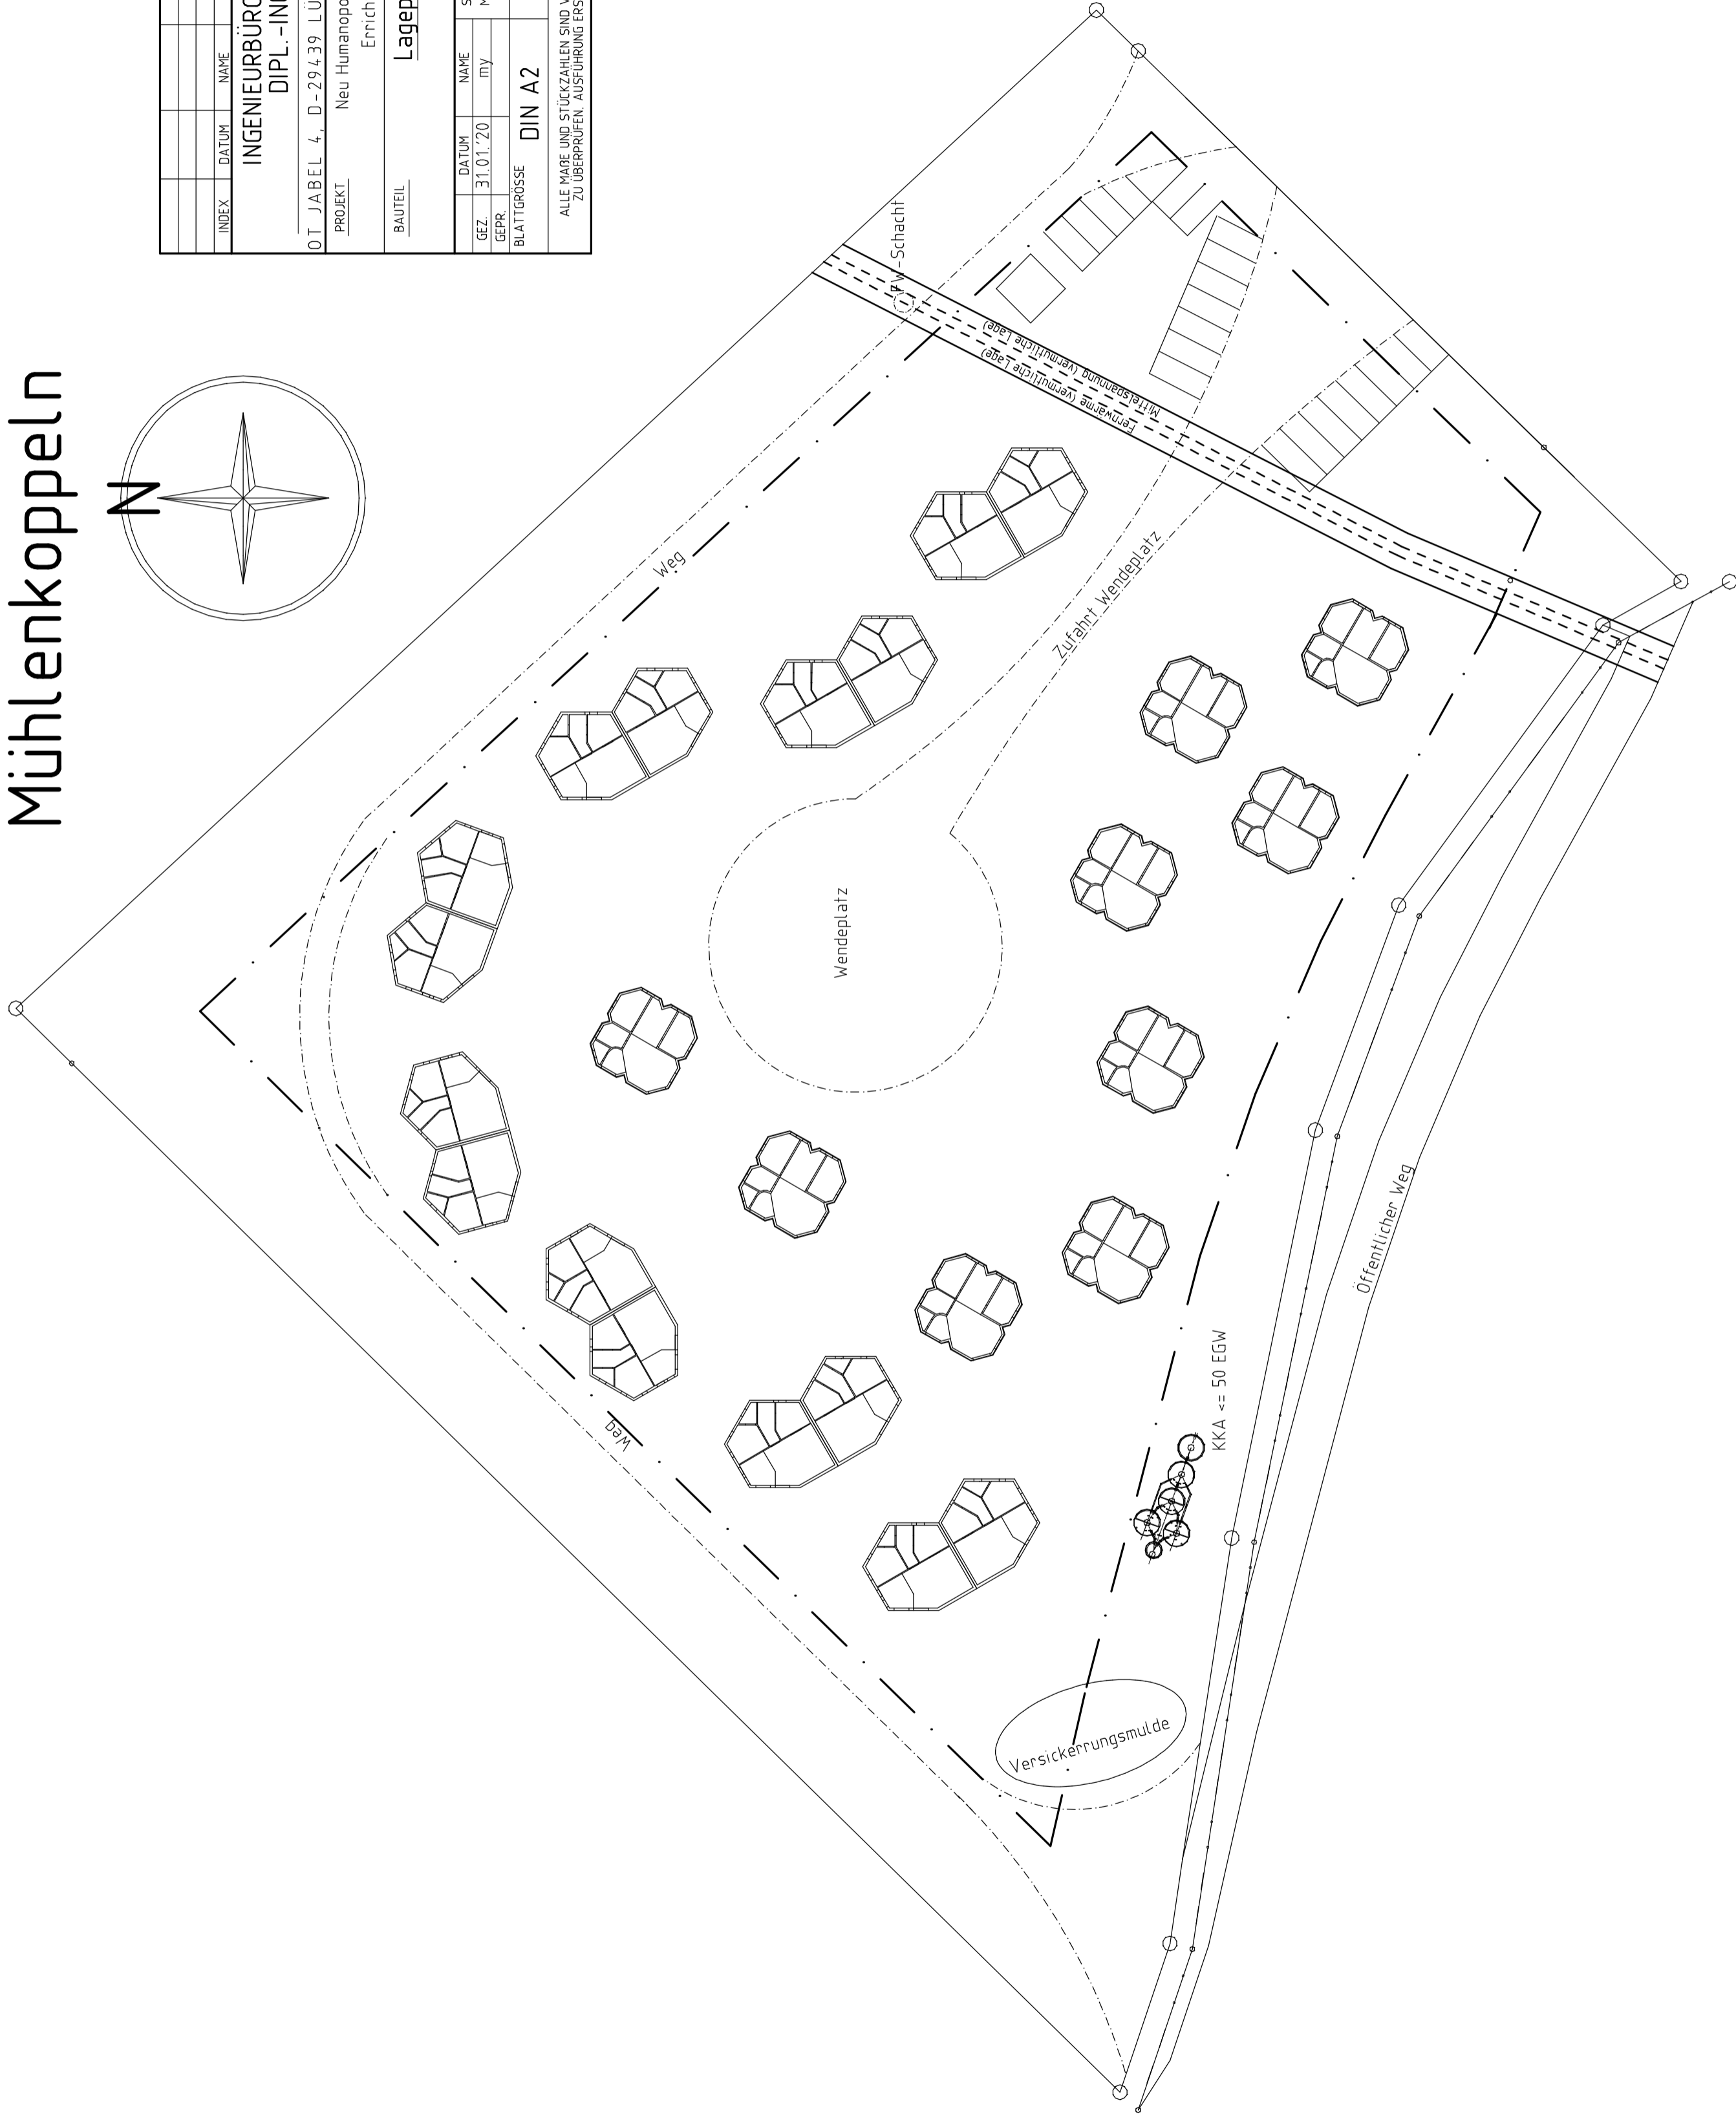 Mühlenkoppeln
N
INDEX DATUM NAME
INGENIEURBÜRO
DIPL.-ING
OT JABEL 4, D-29439 LÜ
PROJEKT Neu Humanopo
Errich
BAUTEIL Lagep
DATUM NAME S
GEZ. 31.01.'20 my M
GEPR.
BLATTGRÖSSE
DIN A2
ALLE MAßE UND STÜCKZAHLEN SIND V
ZU ÜBERPRÜFEN. AUSFÜHRUNG ERS
FW-Schacht
Mittelspannung (vermutliche Lage)
Fernwärme (vermutliche Lage)
Weg
Zufahrt Wendeplatz
Wendeplatz
Öffentlicher Weg
KKA <= 50 EGW
Weg
Versickerrungsmulde